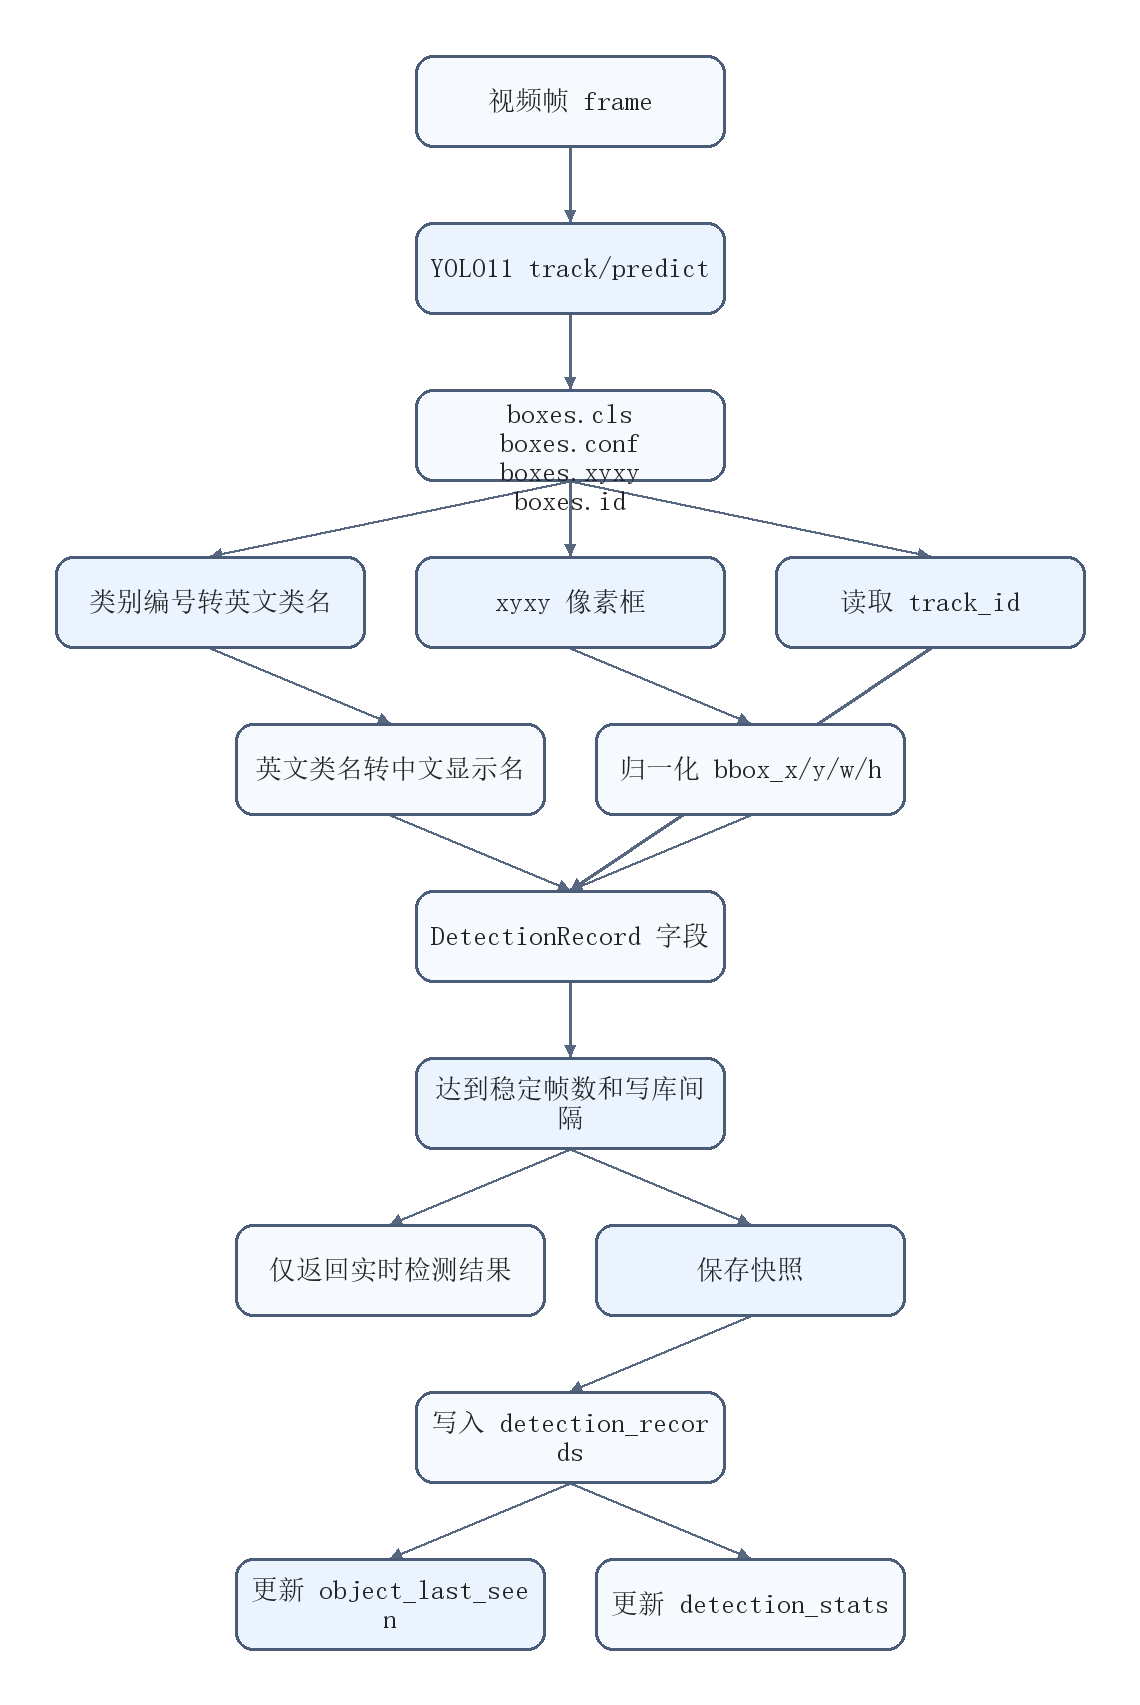 视频帧 frame
YOLO11 track/predict
boxes.cls
boxes.conf
boxes.xyxy
boxes.id
类别编号转英文类名
xyxy 像素框
读取 track_id
英文类名转中文显示名
归一化 bbox_x/y/w/h
DetectionRecord 字段
达到稳定帧数和写库间
隔
仅返回实时检测结果
保存快照
写入 detection_recor
ds
更新 object_last_see
n
更新 detection_stats